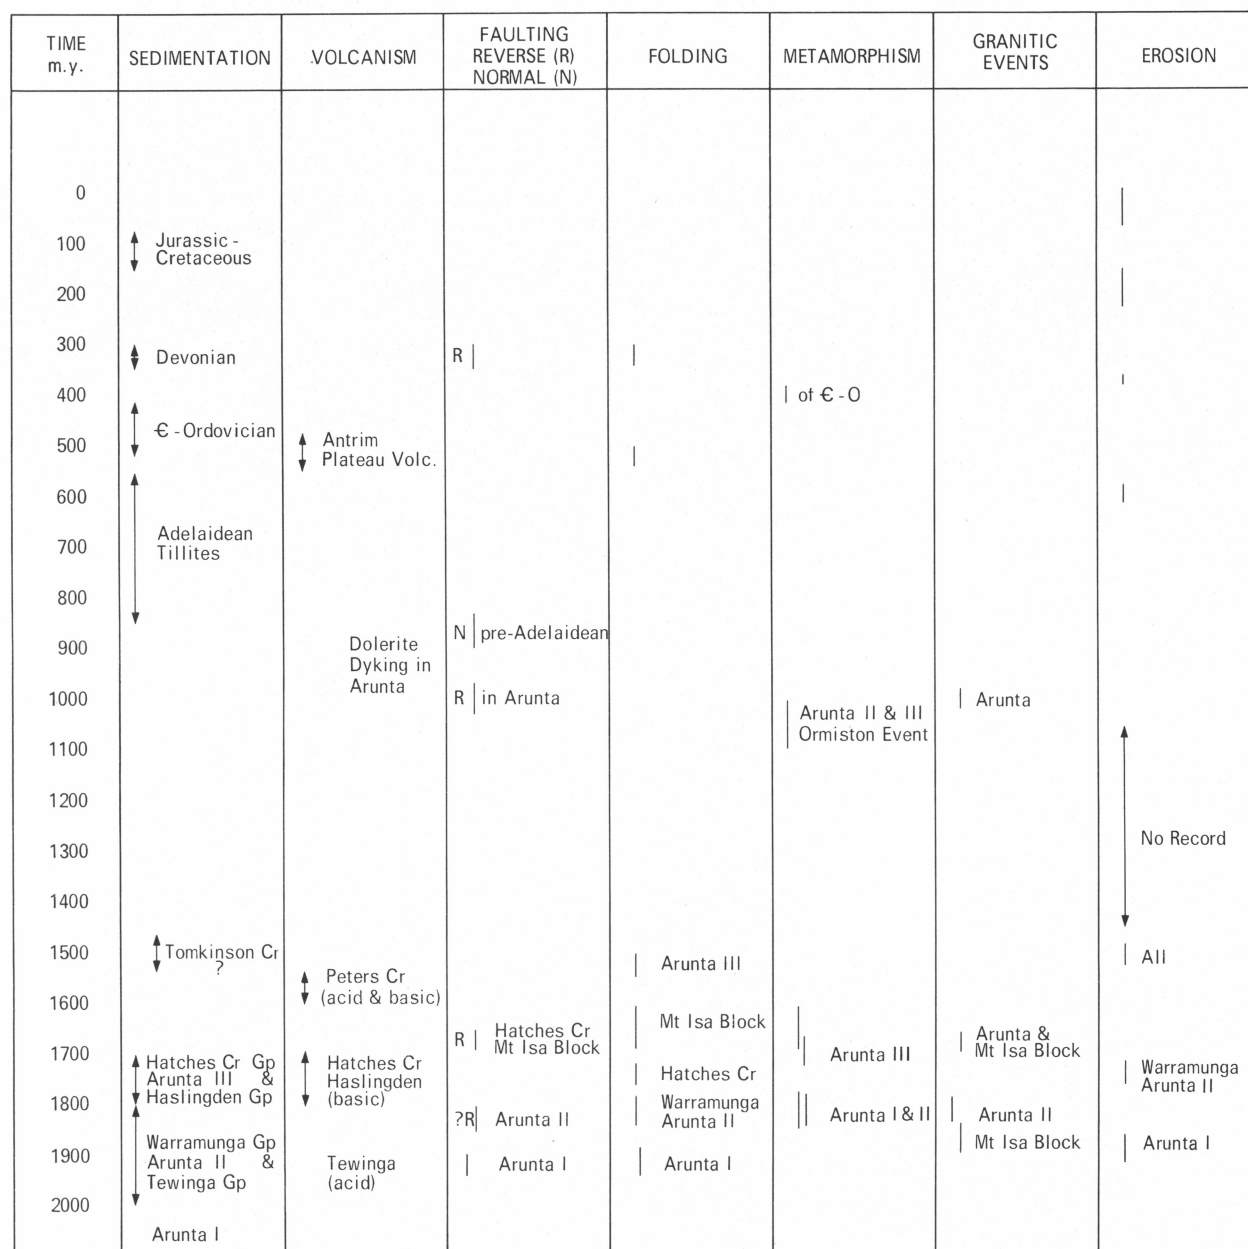 TIME
m.y.
SEDIMENTATION
VOLCANISM
FAULTING
REVERSE (R)
NORMAL (N)
FOLDING
METAMORPHISM
GRANITIC
EVENTS
EROSION
0
100
200
300
400
500
600
700
800
900
1000
1100
1200
1300
1400
1500
1600
1700
1800
1900
2000
Jurassic -
Cretaceous
Devonian
Є - Ordovician
Adelaidean
Tillites
Tomkinson Cr
?
Hatches Cr Gp
Arunta III &
Haslingden Gp
Warramunga Gp
Arunta II &
Tewinga Gp
Arunta I
Antrim
Plateau Volc.
Dolerite
Dyking in
Arunta
Peters Cr
(acid & basic)
Hatches Cr
Haslingden
(basic)
Tewinga
(acid)
R
N pre-Adelaidean
R in Arunta
R Hatches Cr
Mt Isa Block
?R Arunta II
Arunta I
Arunta III
Mt Isa Block
Hatches Cr
Warramunga
Arunta II
Arunta I
of Є - O
Arunta II & III
Ormiston Event
Arunta III
Arunta I & II
Arunta
Arunta &
Mt Isa Block
Arunta II
Mt Isa Block
No Record
All
Warramunga
Arunta II
Arunta I